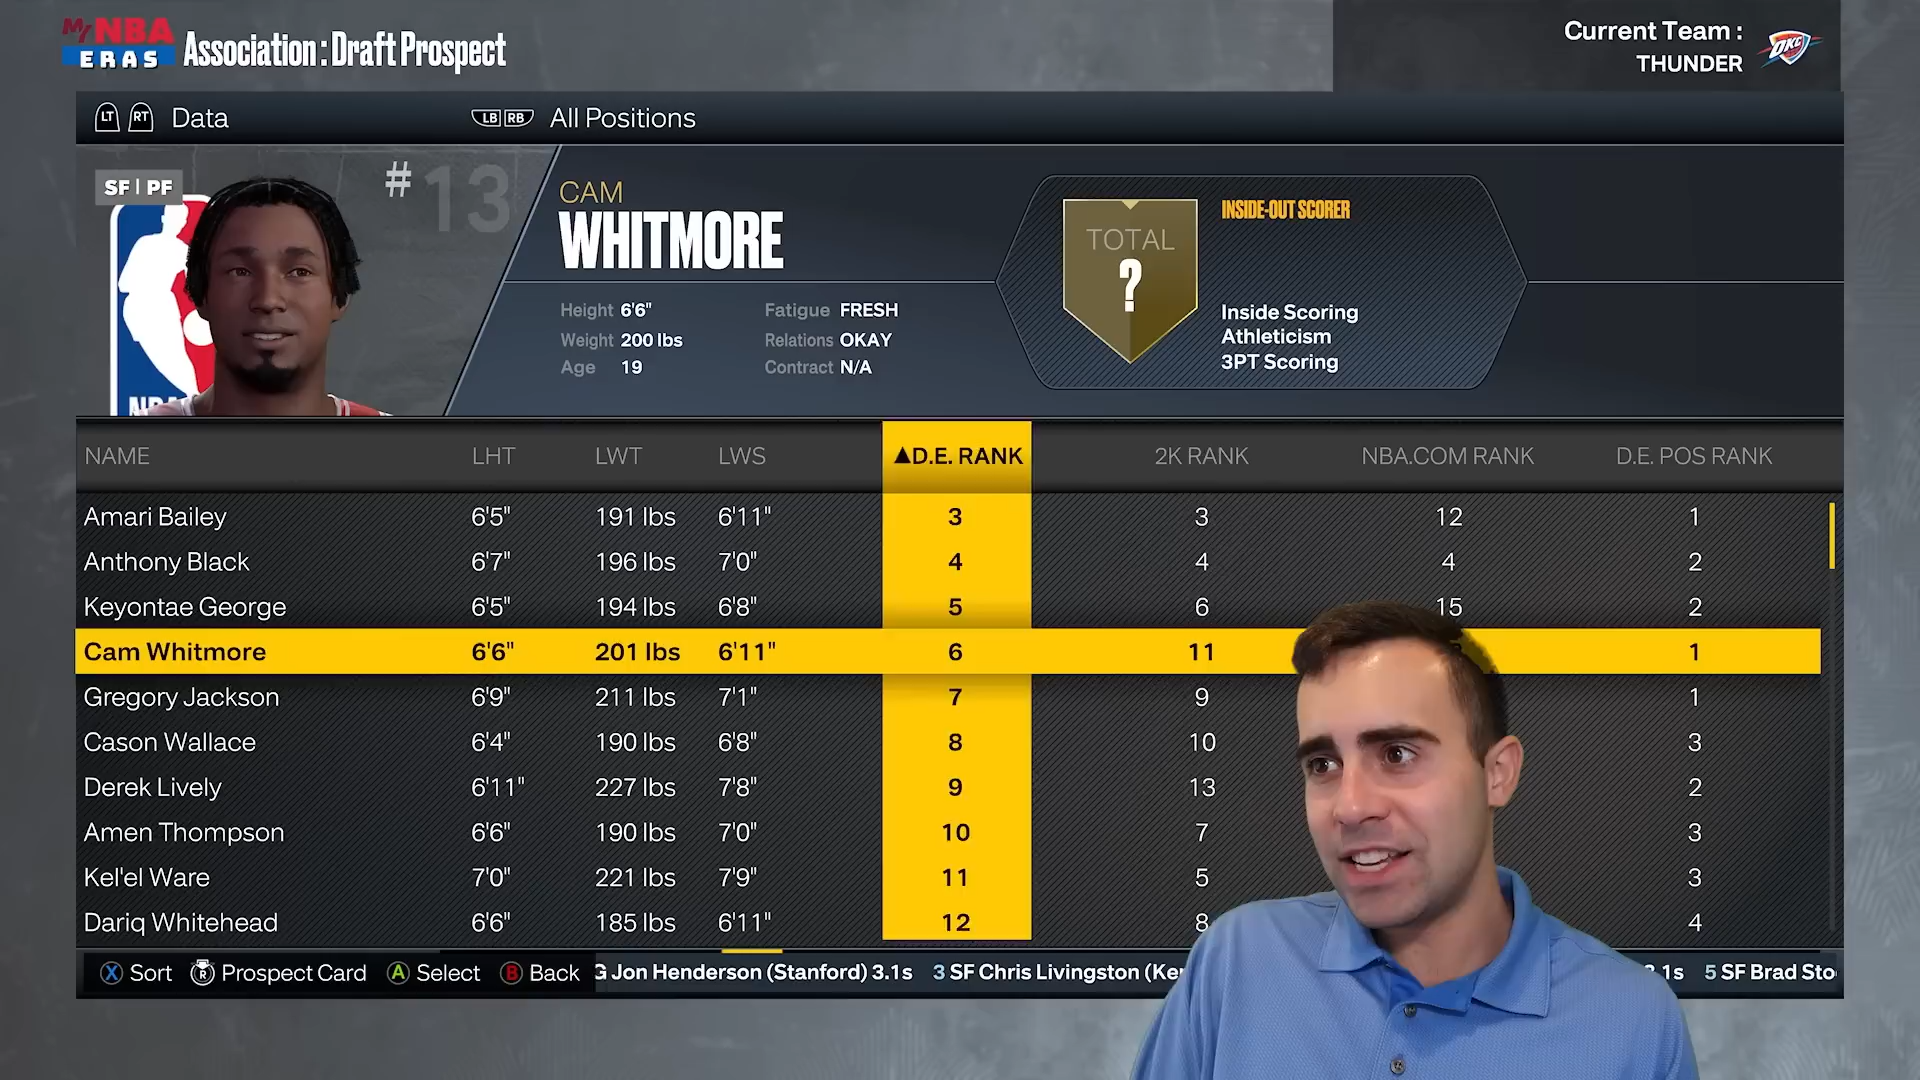 My NBA
ERAS
Association : Draft Prospect
Current Team :
THUNDER
OKC
LT RT Data
LB RB All Positions
SF | PF
#13
CAM
WHITMORE
Height 6'6"
Weight 200 lbs
Age 19
Fatigue FRESH
Relations OKAY
Contract N/A
TOTAL
?
INSIDE-OUT SCORER
Inside Scoring
Athleticism
3PT Scoring
NAME LHT LWT LWS ▲D.E. RANK 2K RANK NBA.COM RANK D.E. POS RANK
Amari Bailey 6'5" 191 lbs 6'11" 3 3 12 1
Anthony Black 6'7" 196 lbs 7'0" 4 4 4 2
Keyontae George 6'5" 194 lbs 6'8" 5 6 15 2
Cam Whitmore 6'6" 201 lbs 6'11" 6 11 1
Gregory Jackson 6'9" 211 lbs 7'1" 7 9 1
Cason Wallace 6'4" 190 lbs 6'8" 8 10 3
Derek Lively 6'11" 227 lbs 7'8" 9 13 2
Amen Thompson 6'6" 190 lbs 7'0" 10 7 3
Kel'el Ware 7'0" 221 lbs 7'9" 11 5 3
Dariq Whitehead 6'6" 185 lbs 6'11" 12 8 4
X Sort R Prospect Card A Select B Back G Jon Henderson (Stanford) 3.1s 3 SF Chris Livingston (Ke 5 SF Brad Sto